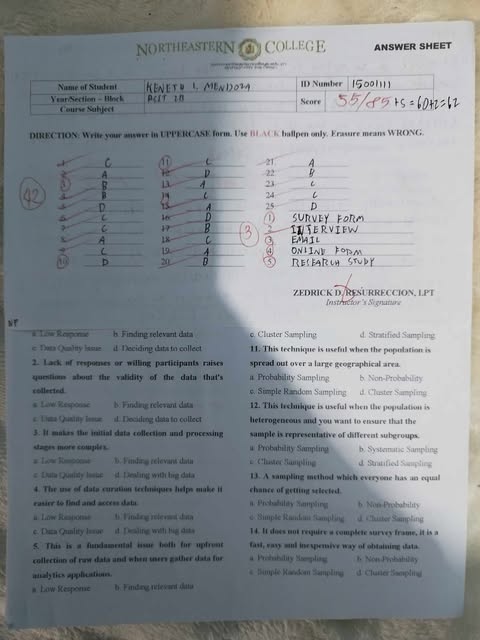 NORTHEASTERN COLLEGE
ANSWER SHEET
Name of Student KENETH I. MENDOZA
ID Number 15001111
Year/Section – Block
Score 55/85 +5 = 60+2=62
Course Subject
DIRECTION: Write your answer in UPPERCASE form. Use BLACK ballpen only. Erasure means WRONG.
1 C
2 A
3 B
4 B
5 D
6 C
7 C
8 A
9 C
10 D
42
11 C
12 D
13 A
14 C
15 A
16 D
17 B
18 C
19 A
20 B
21. A
22 B
23 C
24 C
25 D
3
1 SURVEY FORM
2 INTERVIEW
3 EMAIL
4 ONLINE FORM
5 RESEARCH STUDY
ZEDRICK D. RESURRECCION, LPT
Instructor's Signature
a. Low Response b. Finding relevant data
c. Data Quality Issue d. Deciding data to collect
2. Lack of responses or willing participants raises
questions about the validity of the data that's
collected.
a. Low Response b. Finding relevant data
c. Data Quality Issue d. Deciding data to collect
3. It makes the initial data collection and processing
stages more complex.
a. Low Response b. Finding relevant data
c. Data Quality Issue d. Dealing with big data
4. The use of data curation techniques helps make it
easier to find and access data.
a. Low Response b. Finding relevant data
c. Data Quality Issue d. Dealing with big data
5. This is a fundamental issue both for upfront
collection of raw data and when users gather data for
analytics applications.
a. Low Response b. Finding relevant data
c. Cluster Sampling d. Stratified Sampling
11. This technique is useful when the population is
spread out over a large geographical area.
a. Probability Sampling b. Non-Probability
c. Simple Random Sampling d. Cluster Sampling
12. This technique is useful when the population is
heterogeneous and you want to ensure that the
sample is representative of different subgroups.
a. Probability Sampling b. Systematic Sampling
c. Cluster Sampling d. Stratified Sampling
13. A sampling method which everyone has an equal
chance of getting selected.
a. Probability Sampling b. Non-Probability
c. Simple Random Sampling d. Cluster Sampling
14. It does not require a complete survey frame, it is a
fast, easy and inexpensive way of obtaining data.
a. Probability Sampling b. Non-Probability
c. Simple Random Sampling d. Cluster Sampling